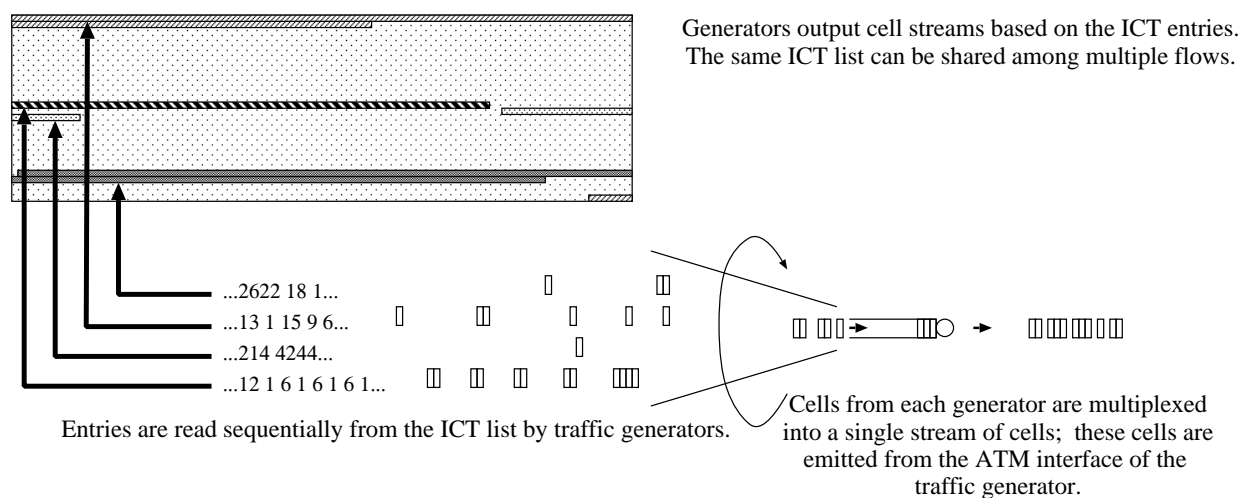 Generators output cell streams based on the ICT entries.
The same ICT list can be shared among multiple flows.
...2622 18 1...
...13 1 15 9 6...
...214 4244...
...12 1 6 1 6 1 6 1...
Entries are read sequentially from the ICT list by traffic generators.
Cells from each generator are multiplexed
into a single stream of cells; these cells are
emitted from the ATM interface of the
traffic generator.